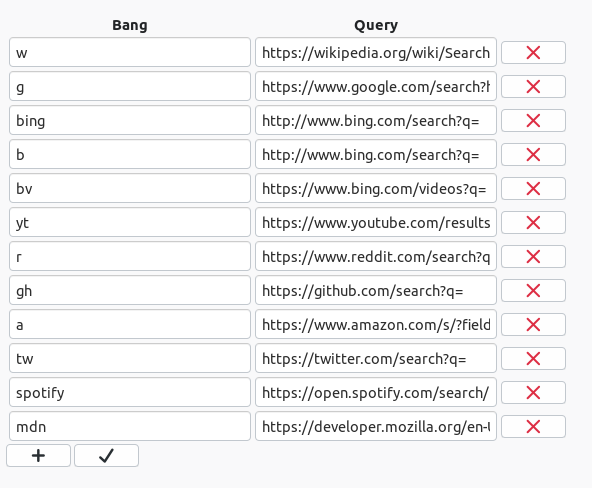 Bang Query
w https://wikipedia.org/wiki/Search
g https://www.google.com/search?
bing http://www.bing.com/search?q=
b http://www.bing.com/search?q=
bv https://www.bing.com/videos?q=
yt https://www.youtube.com/results
r https://www.reddit.com/search?q
gh https://github.com/search?q=
a https://www.amazon.com/s/?field
tw https://twitter.com/search?q=
spotify https://open.spotify.com/search/
mdn https://developer.mozilla.org/en-